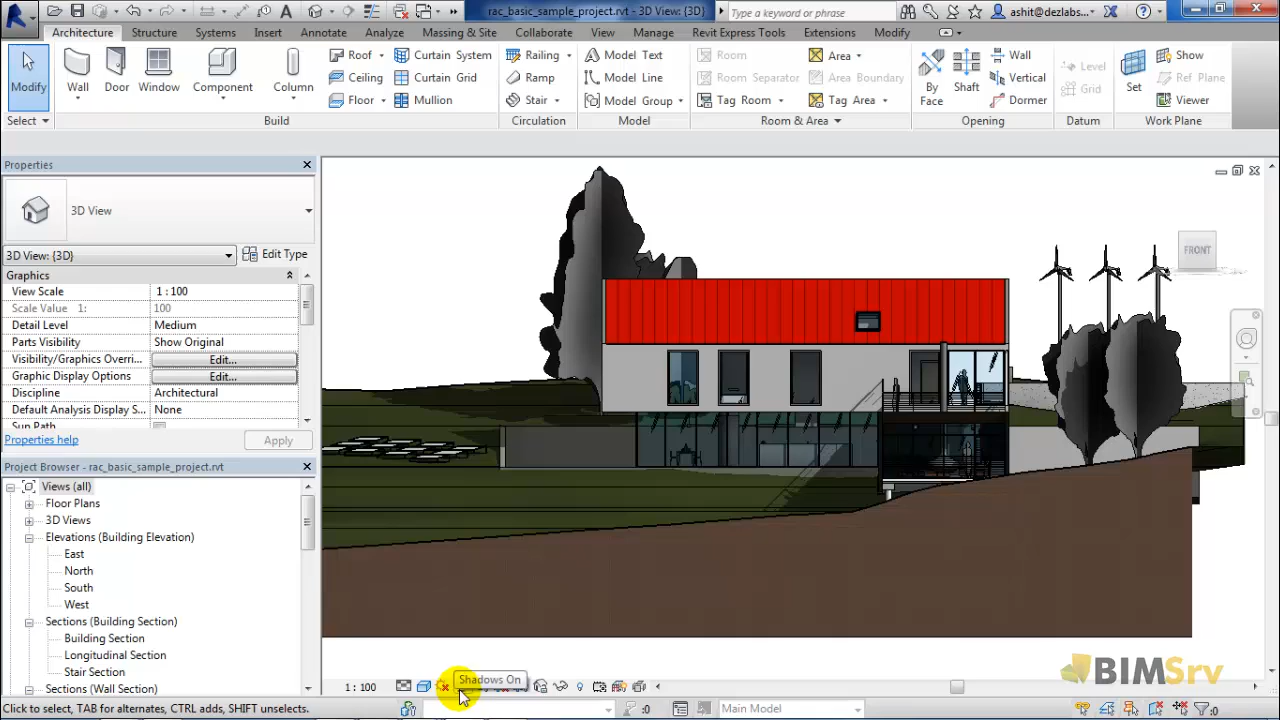 rac_basic_sample_project.rvt - 3D View: {3D}
Type a keyword or phrase
ashit@dezlabs...
Architecture Structure Systems Insert Annotate Analyze Massing & Site Collaborate View Manage Revit Express Tools Extensions Modify
Modify
Select
Wall
Door
Window
Component
Column
Roof
Ceiling
Floor
Curtain System
Curtain Grid
Mullion
Build
Railing
Ramp
Stair
Circulation
Model Text
Model Line
Model Group
Model
Room
Room Separator
Tag Room
Area
Area Boundary
Tag Area
Room & Area
By
Face
Shaft
Wall
Vertical
Dormer
Opening
Level
Grid
Datum
Set
Show
Ref Plane
Viewer
Work Plane
Properties
3D View
3D View: {3D}
Edit Type
Graphics
View Scale 1 : 100
Scale Value 1: 100
Detail Level Medium
Parts Visibility Show Original
Visibility/Graphics Overri... Edit...
Graphic Display Options Edit...
Discipline Architectural
Default Analysis Display S... None
Sun Path
Properties help
Apply
Project Browser - rac_basic_sample_project.rvt
Views (all)
Floor Plans
3D Views
Elevations (Building Elevation)
East
North
South
West
Sections (Building Section)
Building Section
Longitudinal Section
Stair Section
Sections (Wall Section)
FRONT
Shadows On
1 : 100
BIMSrv
Click to select, TAB for alternates, CTRL adds, SHIFT unselects.
:0
Main Model
:0